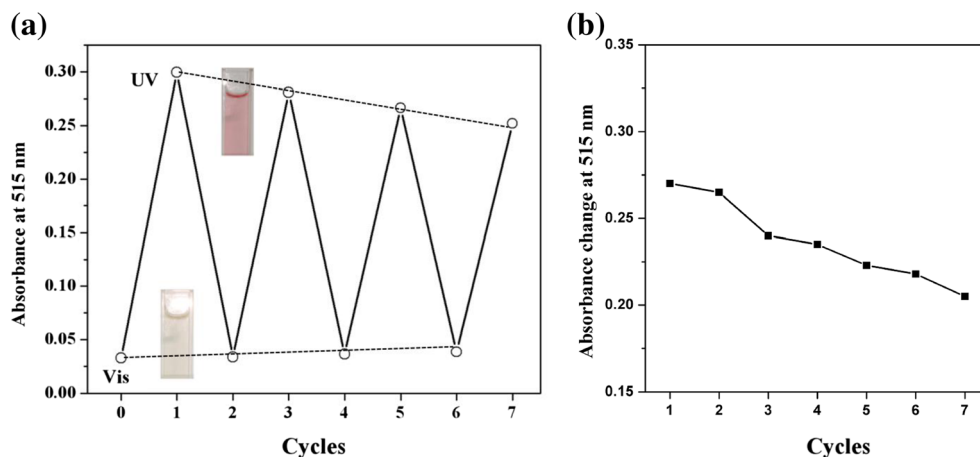 (a)
Absorbance at 515 nm
0.30
0.25
0.20
0.15
0.10
0.05
0.00
UV
Vis
0 1 2 3 4 5 6 7
Cycles
(b)
Absorbance change at 515 nm
0.35
0.30
0.25
0.20
0.15
1 2 3 4 5 6 7
Cycles